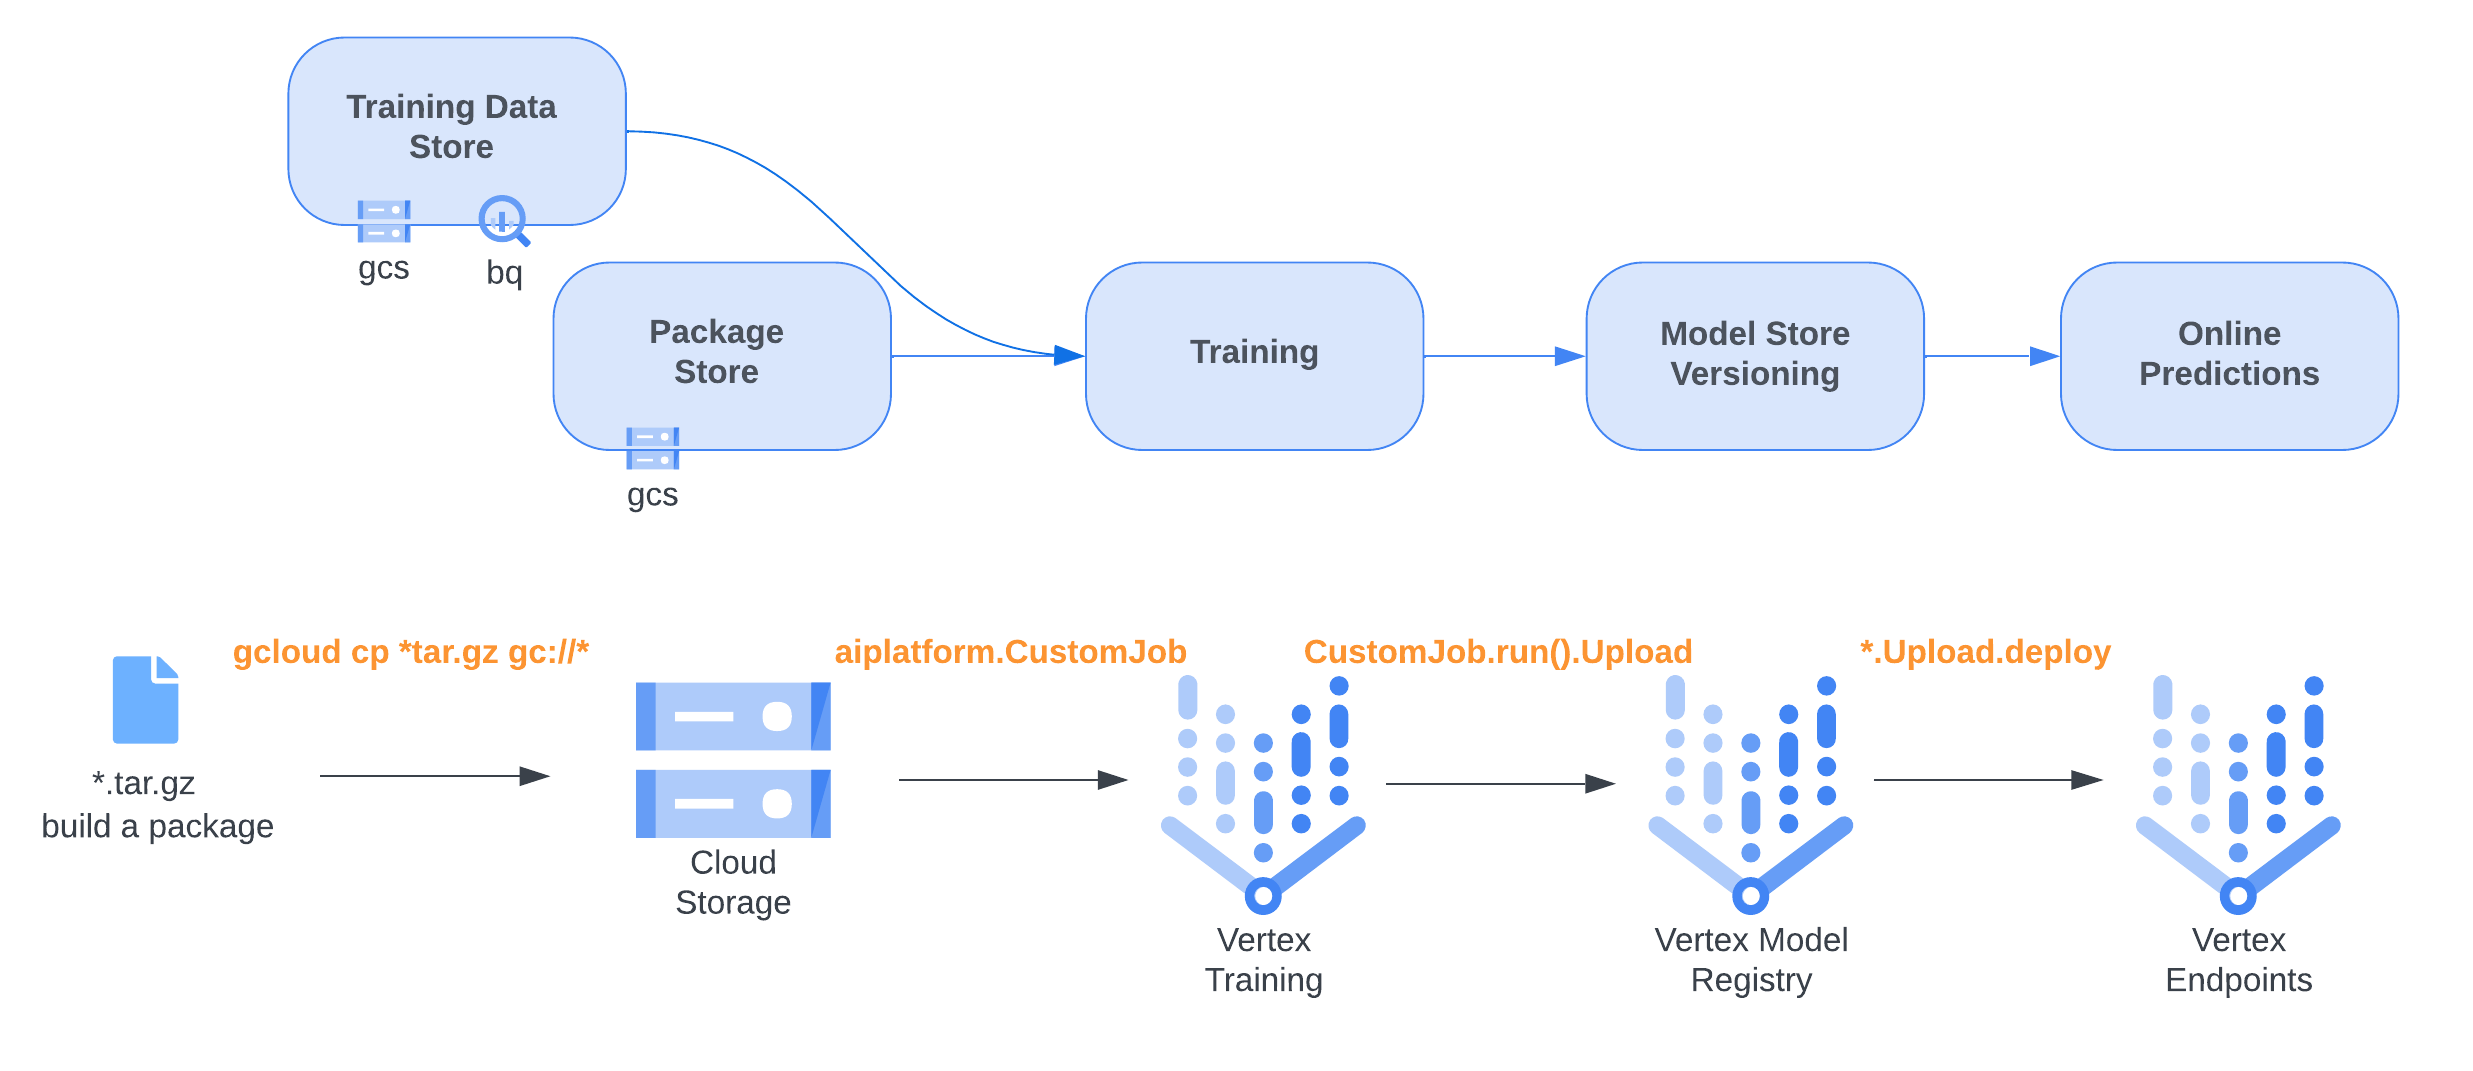 Training Data
Store
gcs
bq
Package
Store
gcs
Training
Model Store
Versioning
Online
Predictions
gcloud cp *tar.gz gc://*
aiplatform.CustomJob
CustomJob.run().Upload
*.Upload.deploy
*.tar.gz
build a package
Cloud
Storage
Vertex
Training
Vertex Model
Registry
Vertex
Endpoints